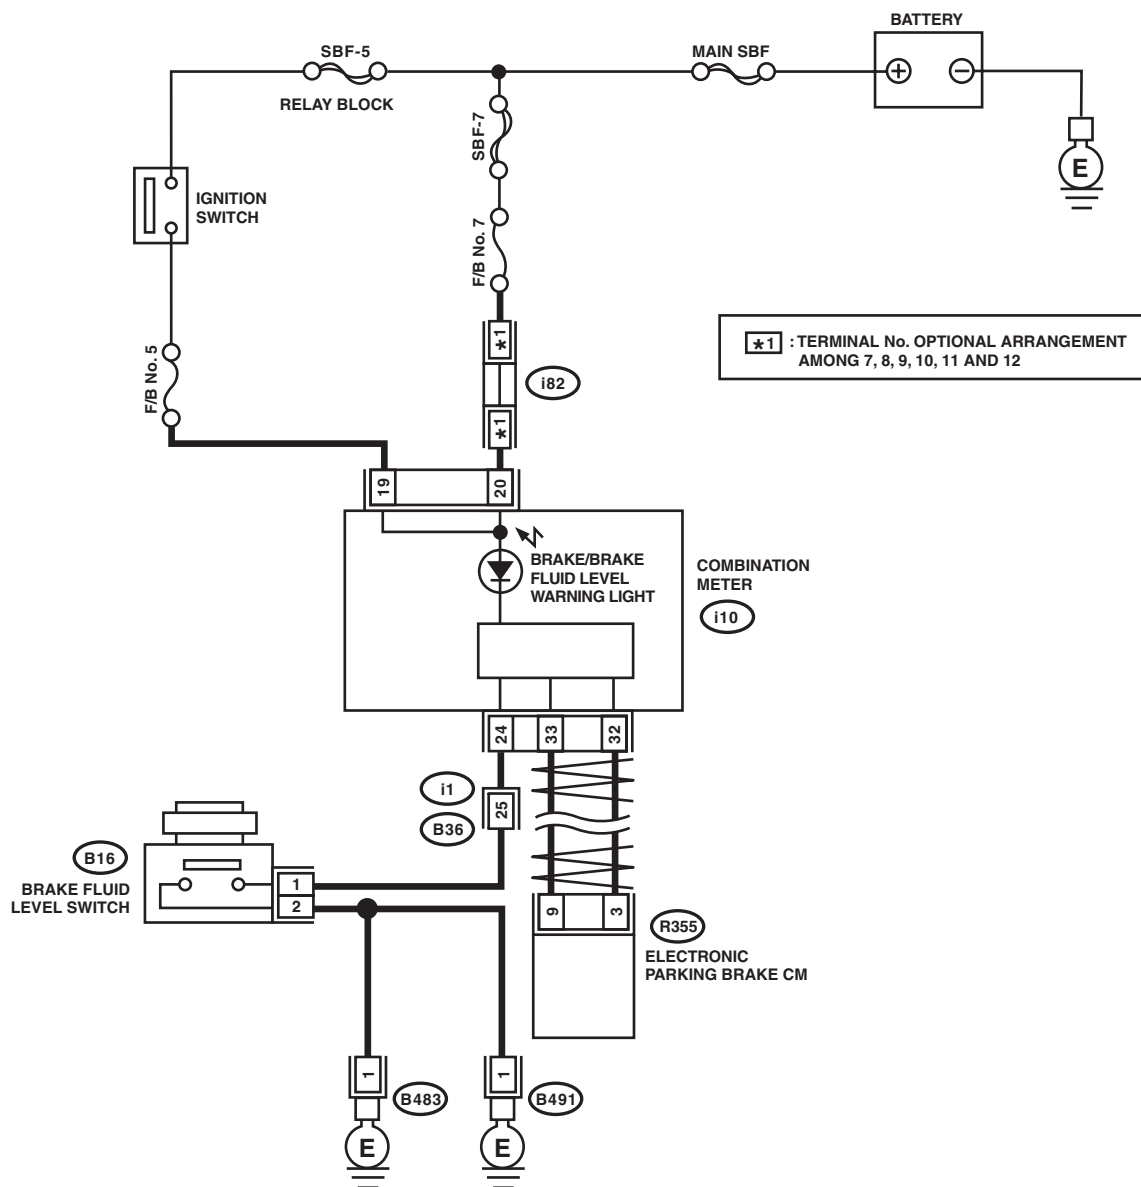 BATTERY
SBF-5
MAIN SBF
+
−
RELAY BLOCK
SBF-7
E
IGNITION
SWITCH
F/B No. 7
*1
*1 : TERMINAL No. OPTIONAL ARRANGEMENT
AMONG 7, 8, 9, 10, 11 AND 12
F/B No. 5
i82
*1
19
20
BRAKE/BRAKE
FLUID LEVEL
WARNING LIGHT
COMBINATION
METER
i10
24
33
32
i1
25
B36
B16
BRAKE FLUID
LEVEL SWITCH
1
2
9
3
R355
ELECTRONIC
PARKING BRAKE CM
1
B483
1
B491
E
E